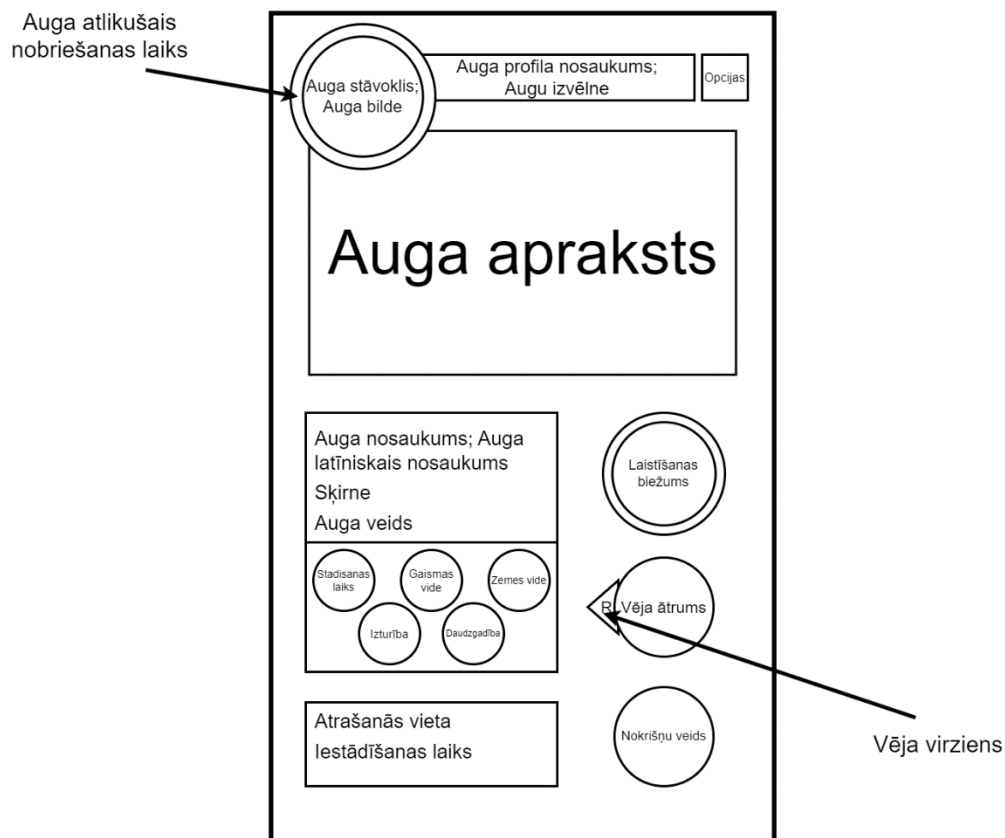 Auga atlikušais
nobriešanas laiks
Auga stāvoklis;
Auga bilde
Auga profila nosaukums;
Augu izvēlne
Opcijas
Auga apraksts
Auga nosaukums; Auga
latīniskais nosaukums
Sķirne
Auga veids
Laistīšanas
biežums
Stadisanas
laiks
Gaismas
vide
Zemes vide
Izturība
Daudzgadība
R
Vēja ātrums
Atrašanās vieta
Iestādīšanas laiks
Nokrišņu veids
Vēja virziens